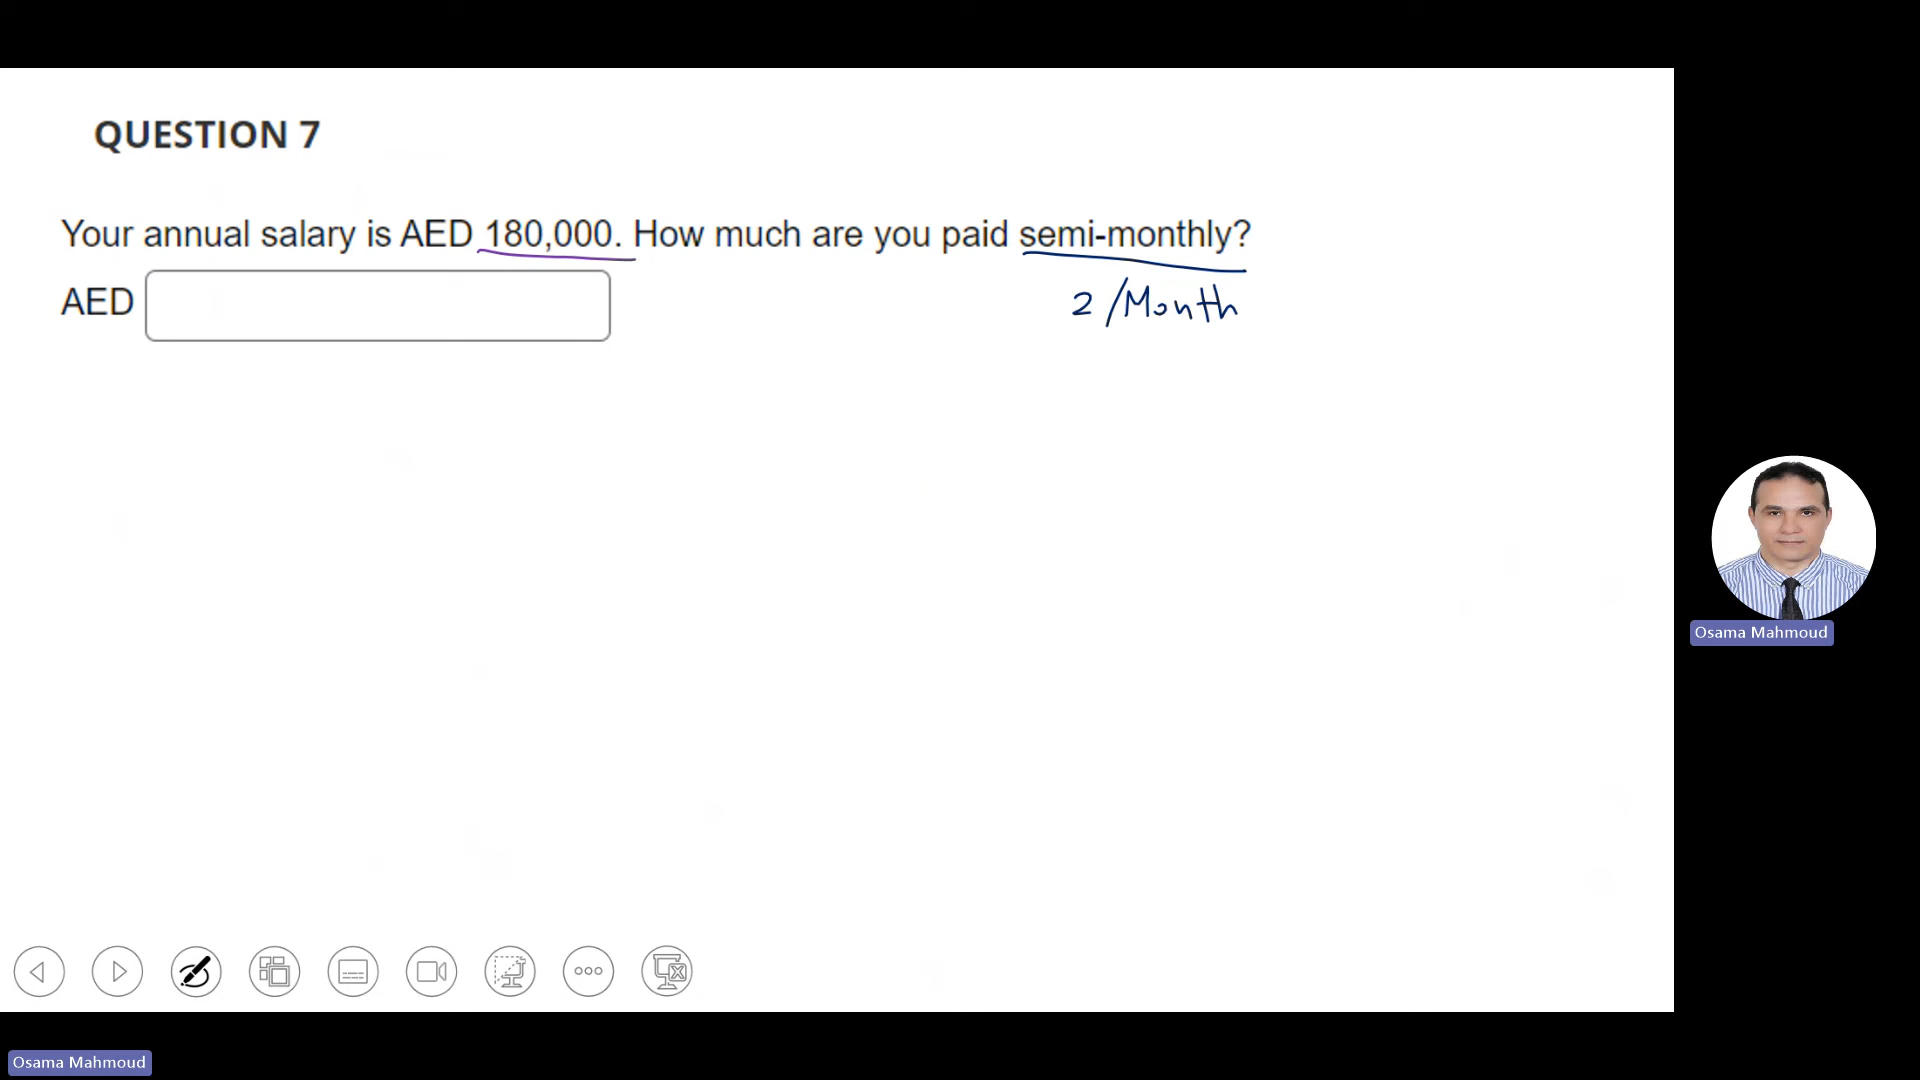 QUESTION 7
Your annual salary is AED 180,000. How much are you paid semi-monthly?
AED
2 /Month
Osama Mahmoud
Osama Mahmoud